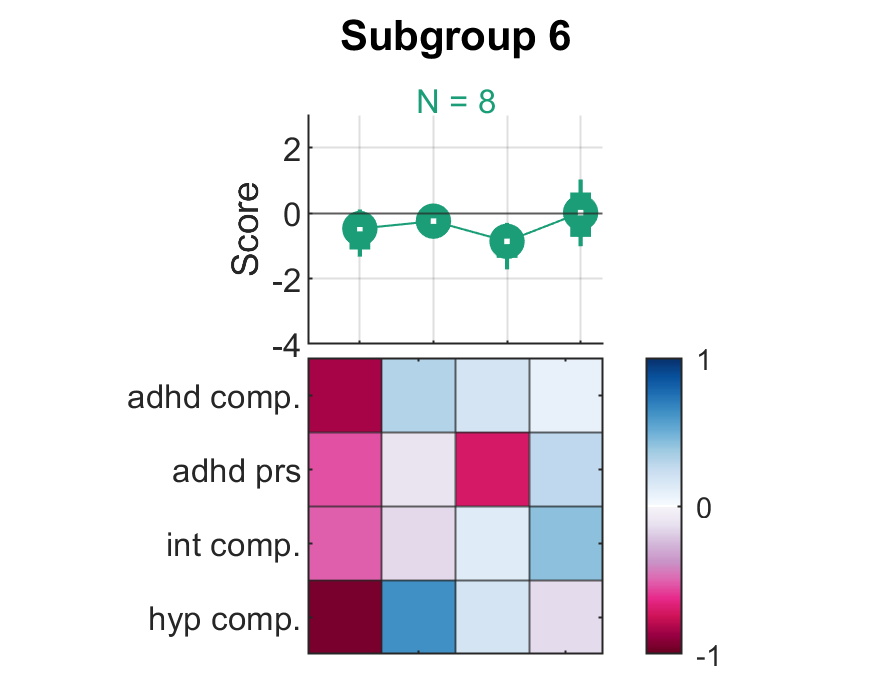 Subgroup 6
N = 8
Score
2
0
-2
-4
adhd comp.
adhd prs
int comp.
hyp comp.
1
0
-1